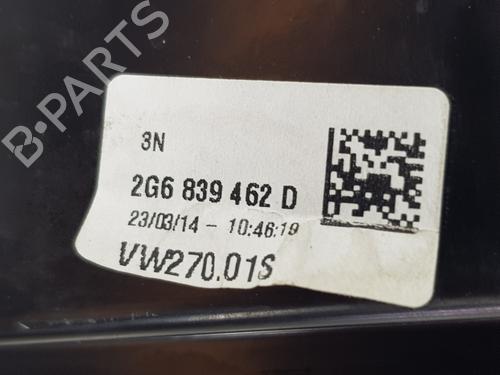 B-PARTS
3N
2G6 839 462 D
23/03/14 - 10:46:19
VW270.01S